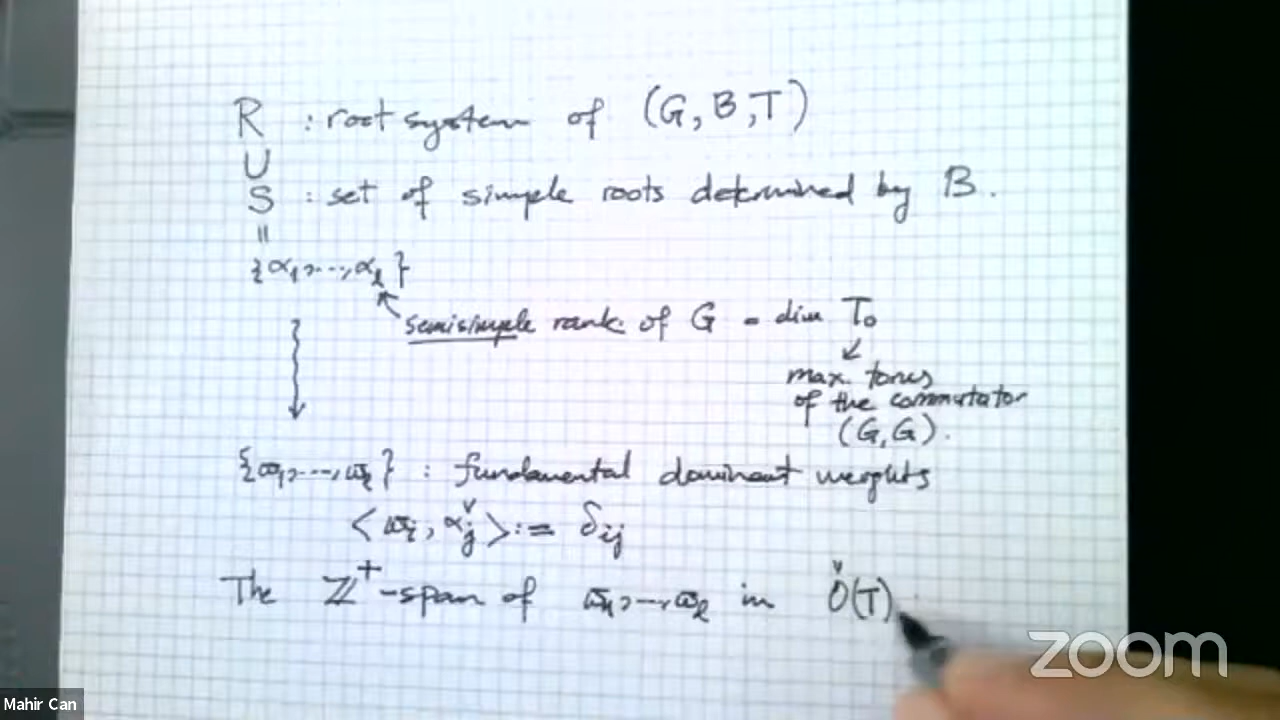 R : root system of (G, B, T)
∪
S : set of simple roots determined by B.
=
{α₁, ..., αℓ}
semisimple rank of G = dim T₀
max. torus
of the commutator
(G, G).
{ϖ₁, ..., ϖℓ} : fundamental dominant weights
⟨ϖᵢ, αⱼ^∨⟩ := δᵢⱼ
The ℤ⁺-span of ϖ₁, ..., ϖℓ in (T)
zoom
Mahir Can